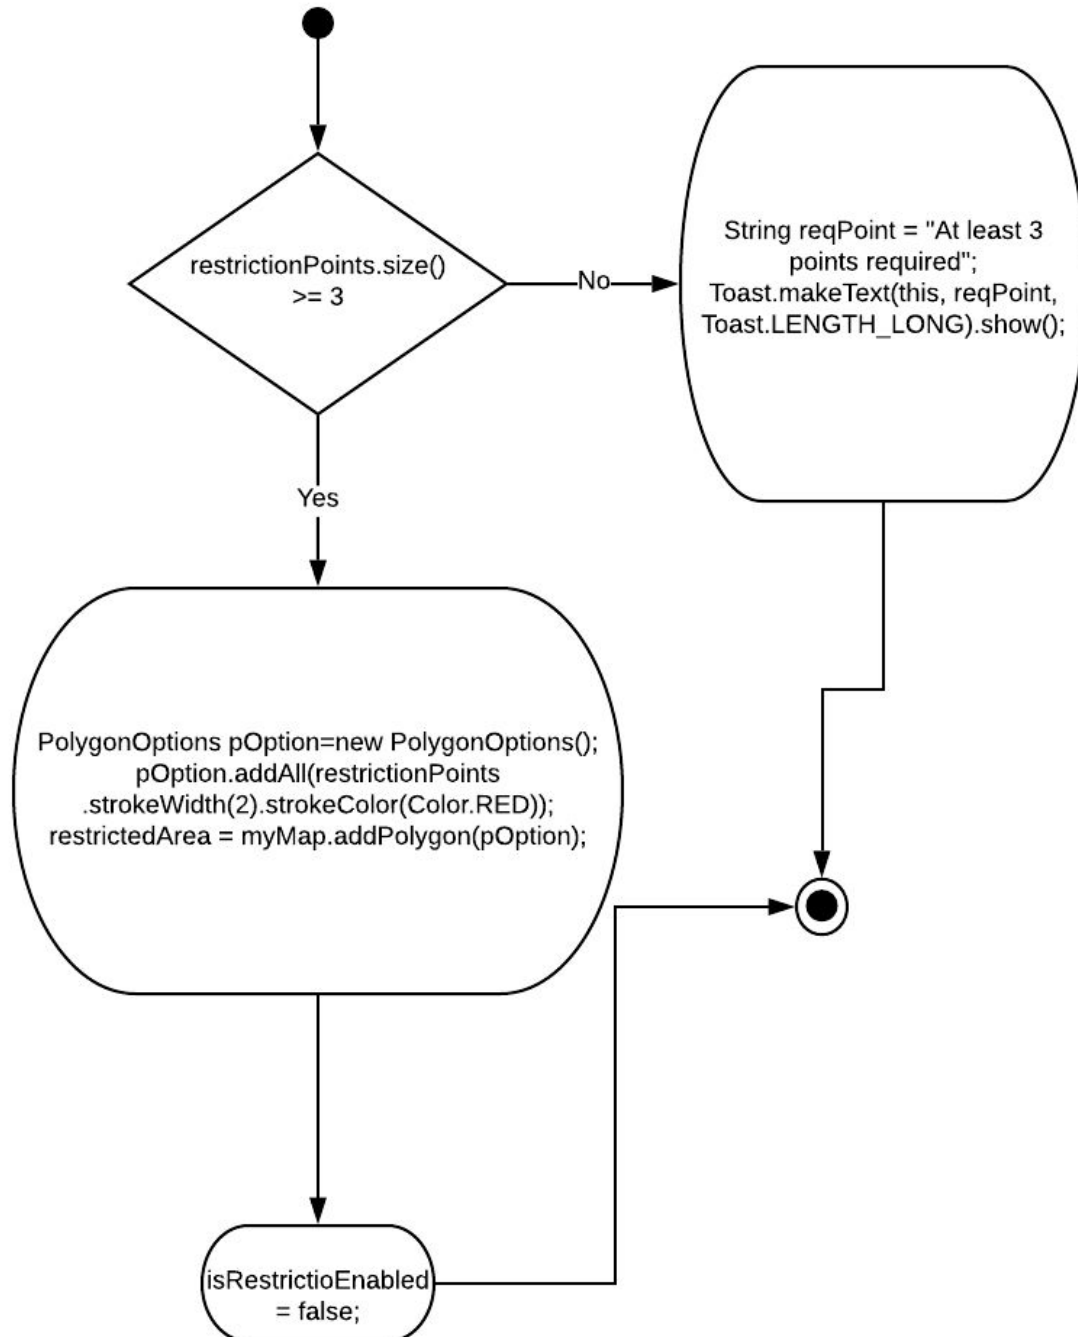 restrictionPoints.size()
>= 3
No
String reqPoint = "At least 3
points required";
Toast.makeText(this, reqPoint,
Toast.LENGTH_LONG).show();
Yes
PolygonOptions pOption=new PolygonOptions();
pOption.addAll(restrictionPoints
.strokeWidth(2).strokeColor(Color.RED));
restrictedArea = myMap.addPolygon(pOption);
isRestrictioEnabled
= false;